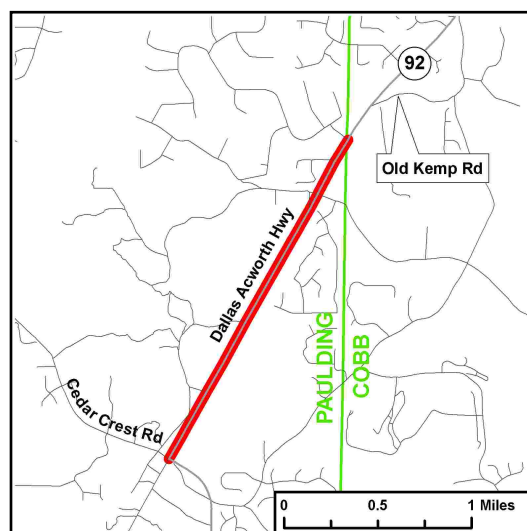 92
Old Kemp Rd
Dallas Acworth Hwy
PAULDING
COBB
Cedar Crest Rd
0 0.5 1 Miles